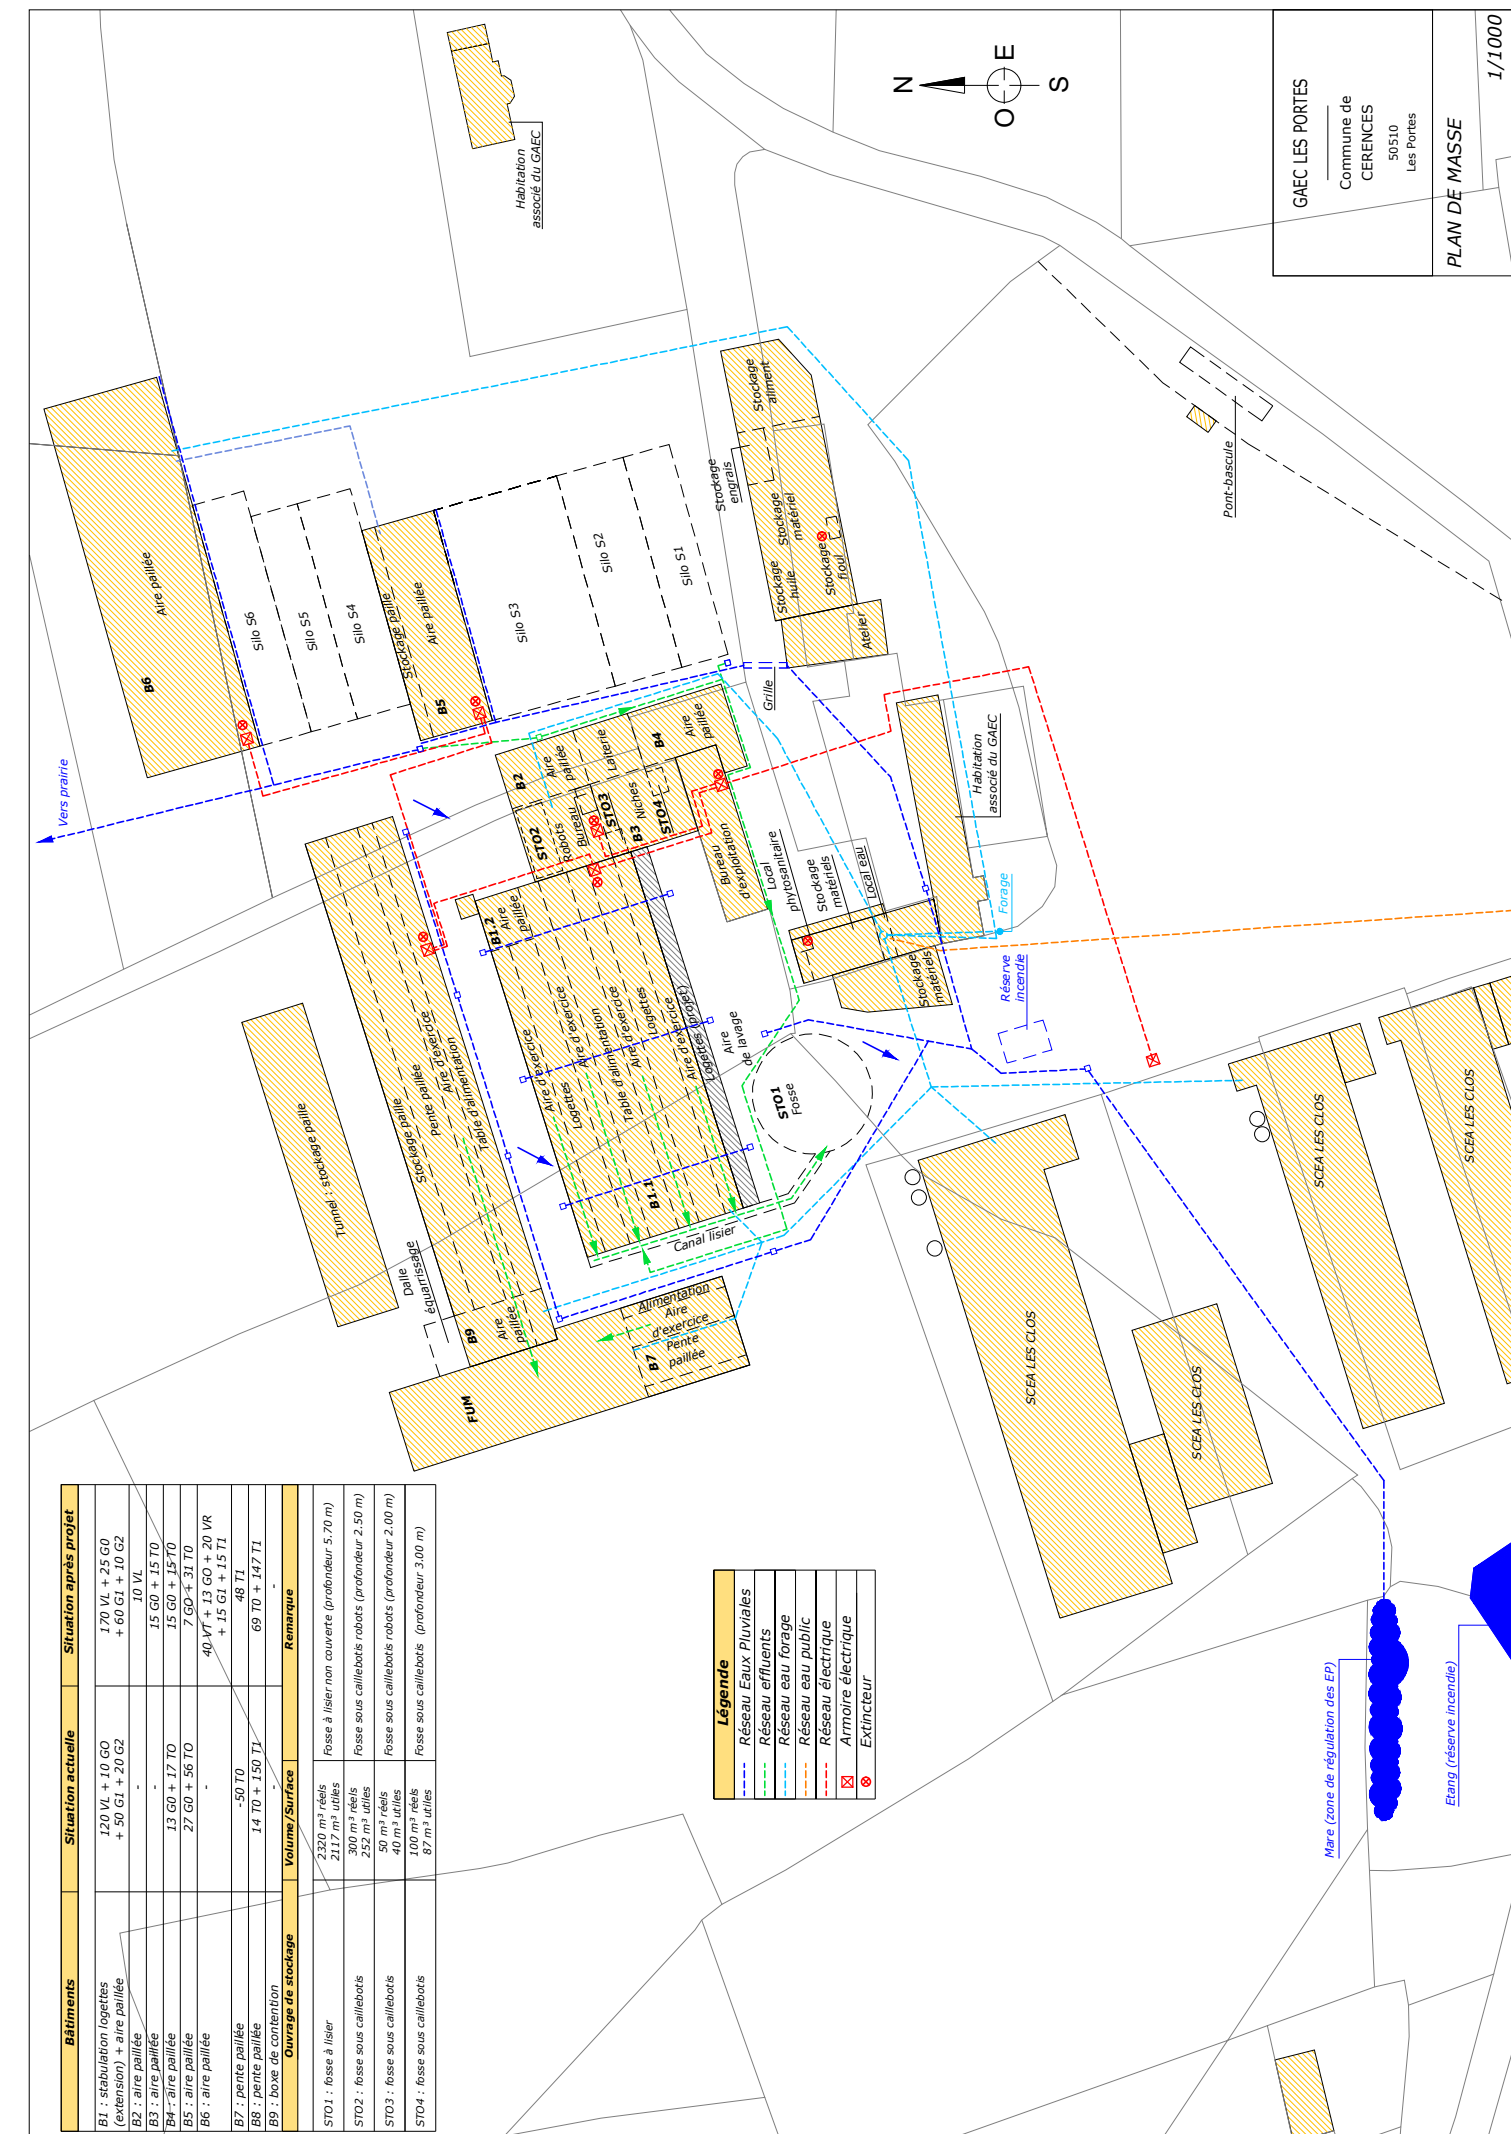 Bâtiments Situation actuelle Situation après projet
B1 : stabulation logettes 120 VL + 10 GO 170 VL + 25 G0
(extension) + aire paillée + 50 G1 + 20 G2 + 60 G1 + 10 G2
B2 : aire paillée - 10 VL
B3 : aire paillée - 15 G0 + 15 T0
B4 : aire paillée 13 G0 + 17 TO 15 G0 + 15 T0
B5 : aire paillée 27 G0 + 56 TO 7 GO + 31 T0
B6 : aire paillée - 40 VT + 13 GO + 20 VR
+ 15 G1 + 15 T1
B7 : pente paillée -50 T0 48 T1
B8 : pente paillée 14 T0 + 150 T1 69 T0 + 147 T1
B9 : boxe de contention - -
Ouvrage de stockage Volume/Surface Remarque
STO1 : fosse à lisier 2320 m³ réels Fosse à lisier non couverte (profondeur 5.70 m)
2117 m³ utiles
STO2 : fosse sous caillebotis 300 m³ réels Fosse sous caillebotis robots (profondeur 2.50 m)
252 m³ utiles
STO3 : fosse sous caillebotis 50 m³ réels Fosse sous caillebotis robots (profondeur 2.00 m)
40 m³ utiles
STO4 : fosse sous caillebotis 100 m³ réels Fosse sous caillebotis (profondeur 3.00 m)
87 m³ utiles
Vers prairie
B6
Aire paillée
Silo S6
Silo S5
Silo S4
Stockage paille
Aire paillée
B5
Silo S3
Silo S2
Silo S1
Habitation
associé du GAEC
N
O E
S
GAEC LES PORTES
Commune de
CERENCES
50510
Les Portes
PLAN DE MASSE
1/1000
Tunnel : stockage paille
Stockage paille
Pente paillée
Aire d'exercice
Table d'alimentation
Dalle
équarrissage
B9
Aire
paillée
FUM
B7
Alimentation
Aire
d'exercice
Pente
paillée
B1.2
Aire
paillée
Aire d'exercice
Logettes
Aire d'exercice
Table d'alimentation
Aire d'exercice
Logettes
Aire d'exercice
Logettes (projet)
B1.1
Canal lisier
Aire
de lavage
STO1
Fosse
B2
Aire
paillée
Laiterie
B4
Aire
paillée
STO2
Robots
Bureau
STO3
B3
Niches
STO4
Bureau
d'exploitation
Local
phytosanitaire
Stockage
matériels
Local eau
Stockage
matériels
Grille
Stockage
engrais
Stockage
aliment
Stockage
matériel
Stockage
huile
Stockage
fioul
Atelier
Habitation
associé du GAEC
Forage
Réserve
incendie
Pont-bascule
SCEA LES CLOS
SCEA LES CLOS
SCEA LES CLOS
SCEA LES CLOS
Légende
Réseau Eaux Pluviales
Réseau effluents
Réseau eau forage
Réseau eau public
Réseau électrique
Armoire électrique
Extincteur
Mare (zone de régulation des EP)
Etang (réserve incendie)